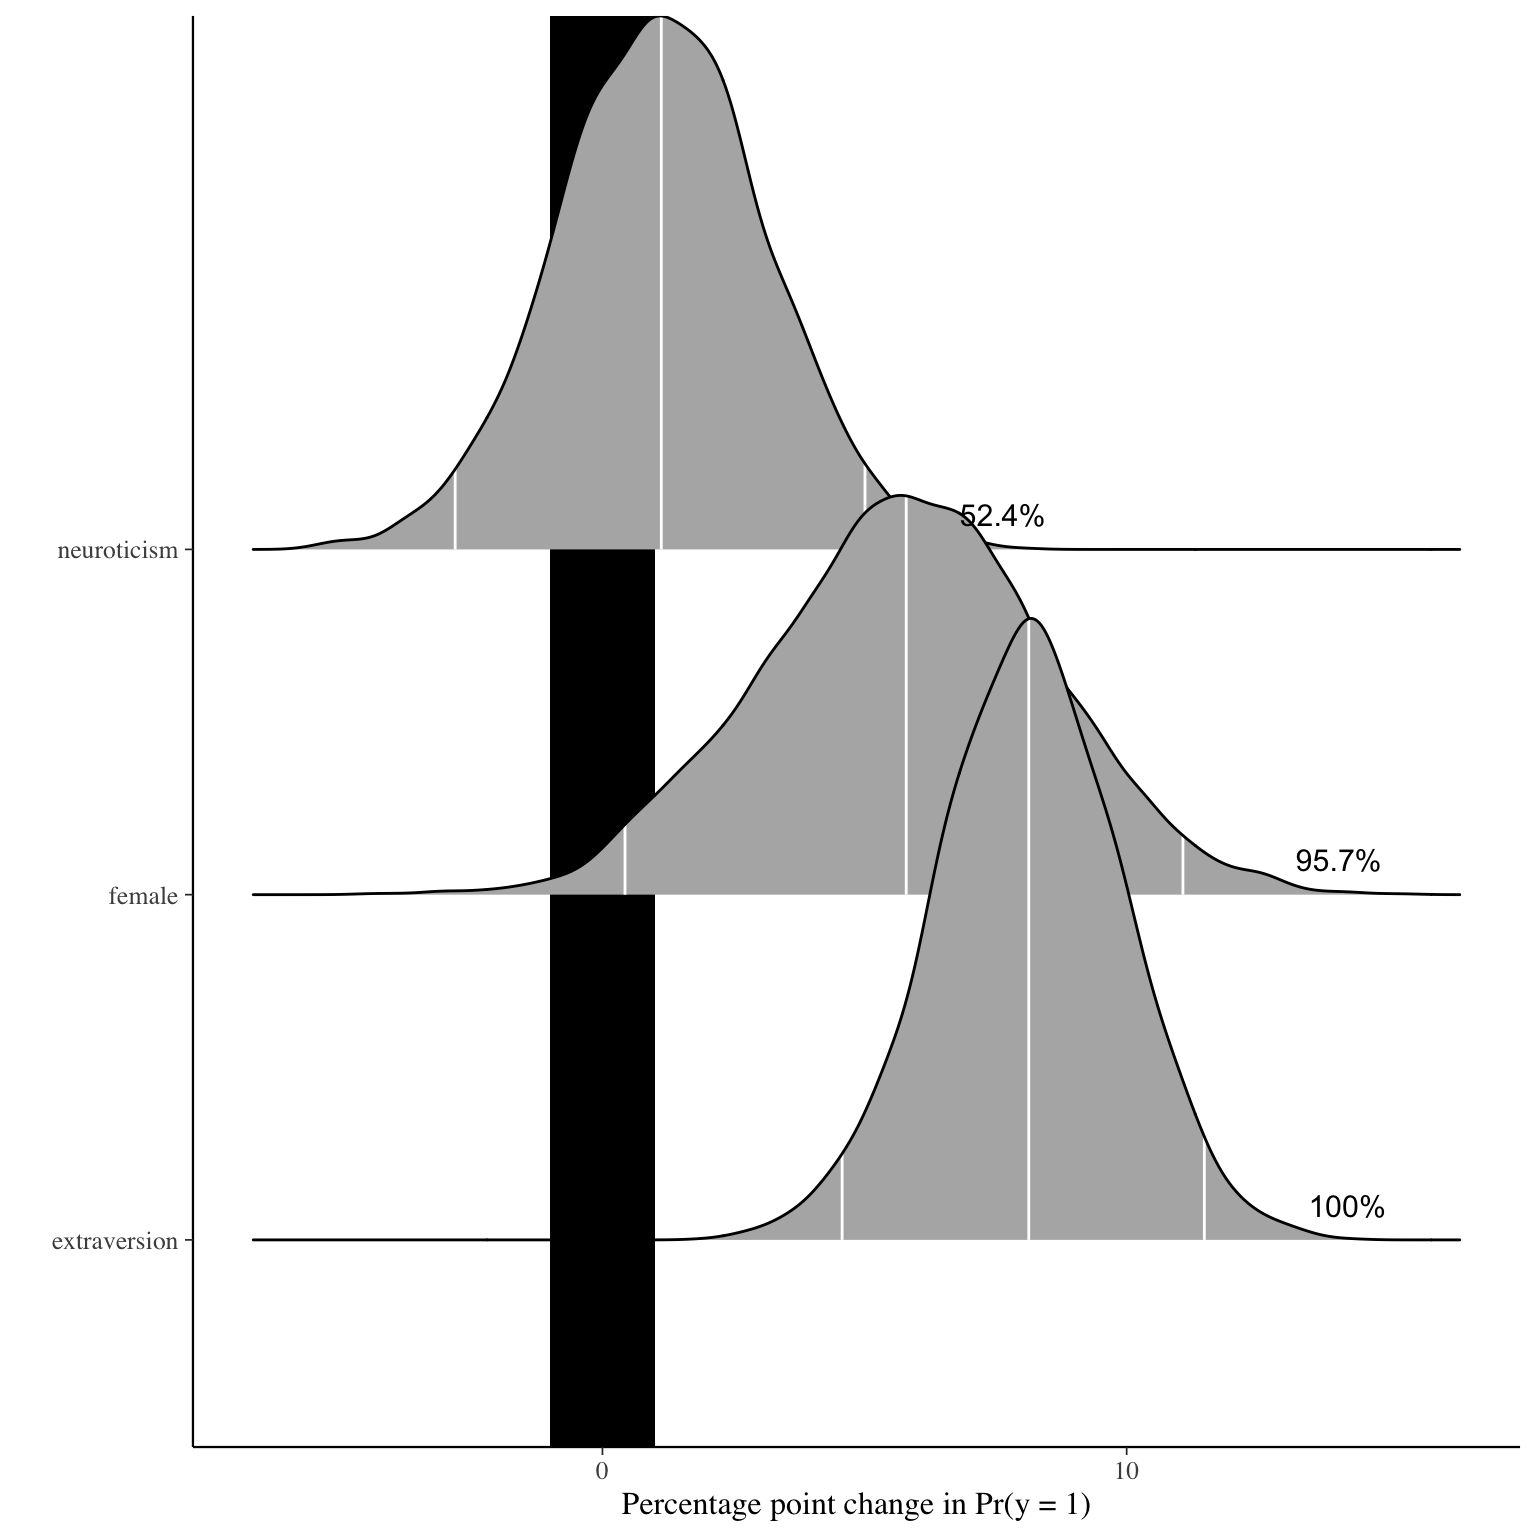 52.4%
neuroticism
95.7%
female
100%
extraversion
0 10
Percentage point change in Pr(y = 1)